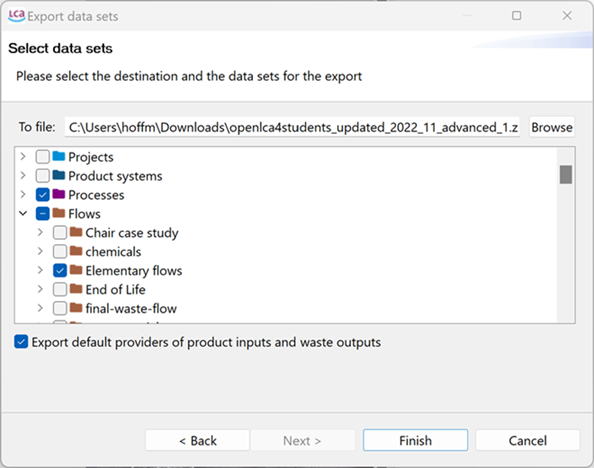 LCA Export data sets
Select data sets
Please select the destination and the data sets for the export
To file: C:\Users\hoffm\Downloads\openlca4students_updated_2022_11_advanced_1.z Browse
Projects
Product systems
Processes
Flows
Chair case study
chemicals
Elementary flows
End of Life
final-waste-flow
Export default providers of product inputs and waste outputs
< Back Next > Finish Cancel